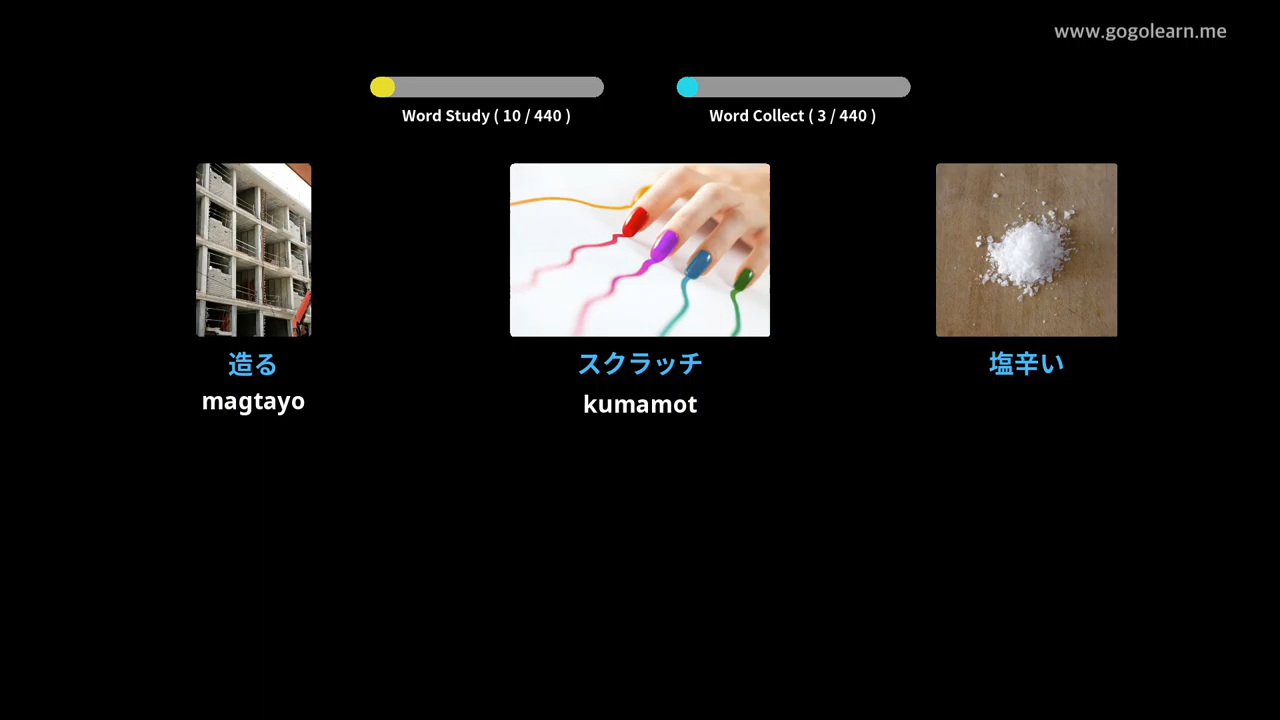 www.gogolearn.me
Word Study ( 10 / 440 )
Word Collect ( 3 / 440 )
造る
magtayo
スクラッチ
kumamot
塩辛い